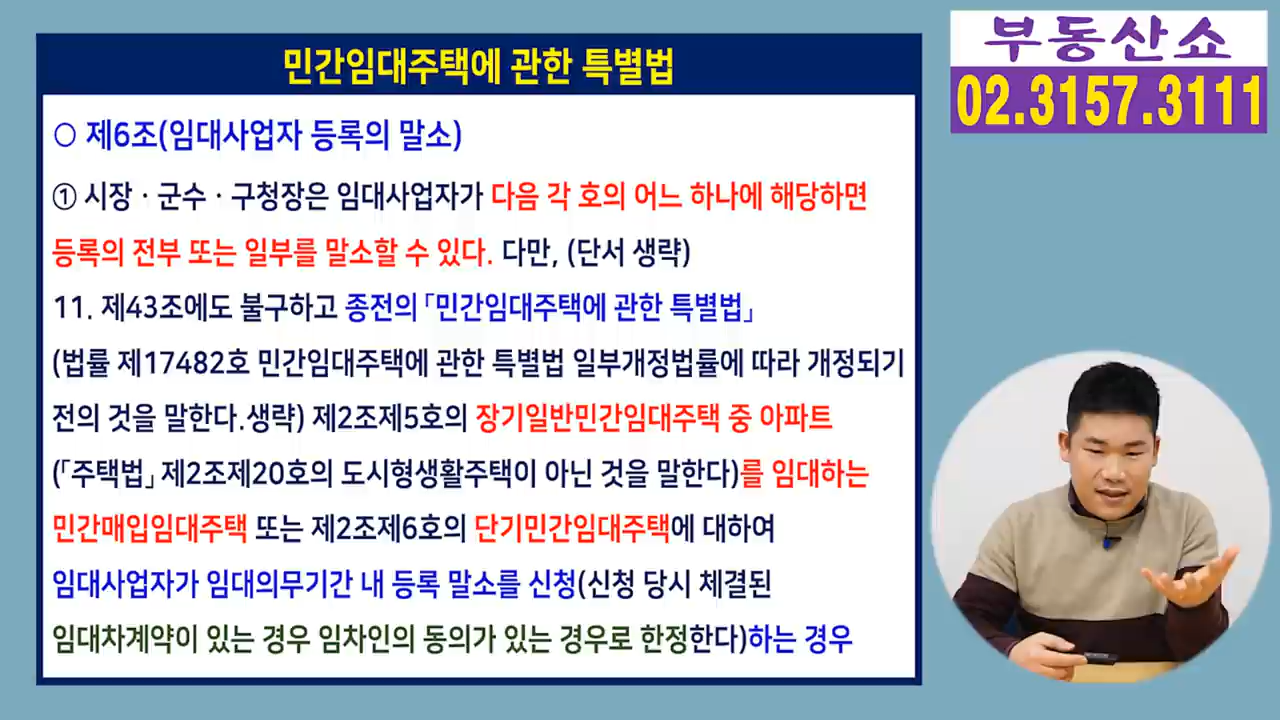 부동산쇼
02.3157.3111
민간임대주택에 관한 특별법
○ 제6조(임대사업자 등록의 말소)
① 시장 · 군수 · 구청장은 임대사업자가 다음 각 호의 어느 하나에 해당하면
등록의 전부 또는 일부를 말소할 수 있다. 다만, (단서 생략)
11. 제43조에도 불구하고 종전의 「민간임대주택에 관한 특별법」
(법률 제17482호 민간임대주택에 관한 특별법 일부개정법률에 따라 개정되기
전의 것을 말한다.생략) 제2조제5호의 장기일반민간임대주택 중 아파트
(「주택법」 제2조제20호의 도시형생활주택이 아닌 것을 말한다)를 임대하는
민간매입임대주택 또는 제2조제6호의 단기민간임대주택에 대하여
임대사업자가 임대의무기간 내 등록 말소를 신청(신청 당시 체결된
임대차계약이 있는 경우 임차인의 동의가 있는 경우로 한정한다)하는 경우